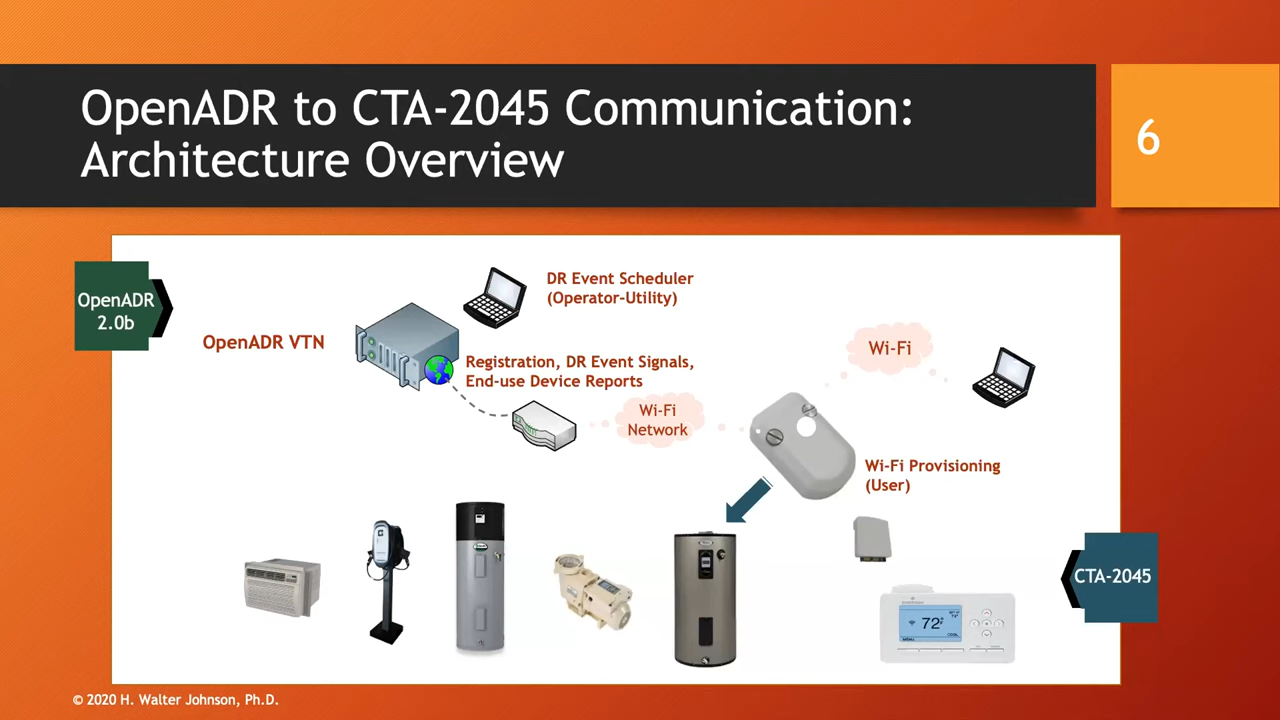 OpenADR to CTA-2045 Communication:
Architecture Overview
6
OpenADR
2.0b
DR Event Scheduler
(Operator-Utility)
OpenADR VTN
Registration, DR Event Signals,
End-use Device Reports
Wi-Fi
Network
Wi-Fi
Wi-Fi Provisioning
(User)
CTA-2045
72°
© 2020 H. Walter Johnson, Ph.D.